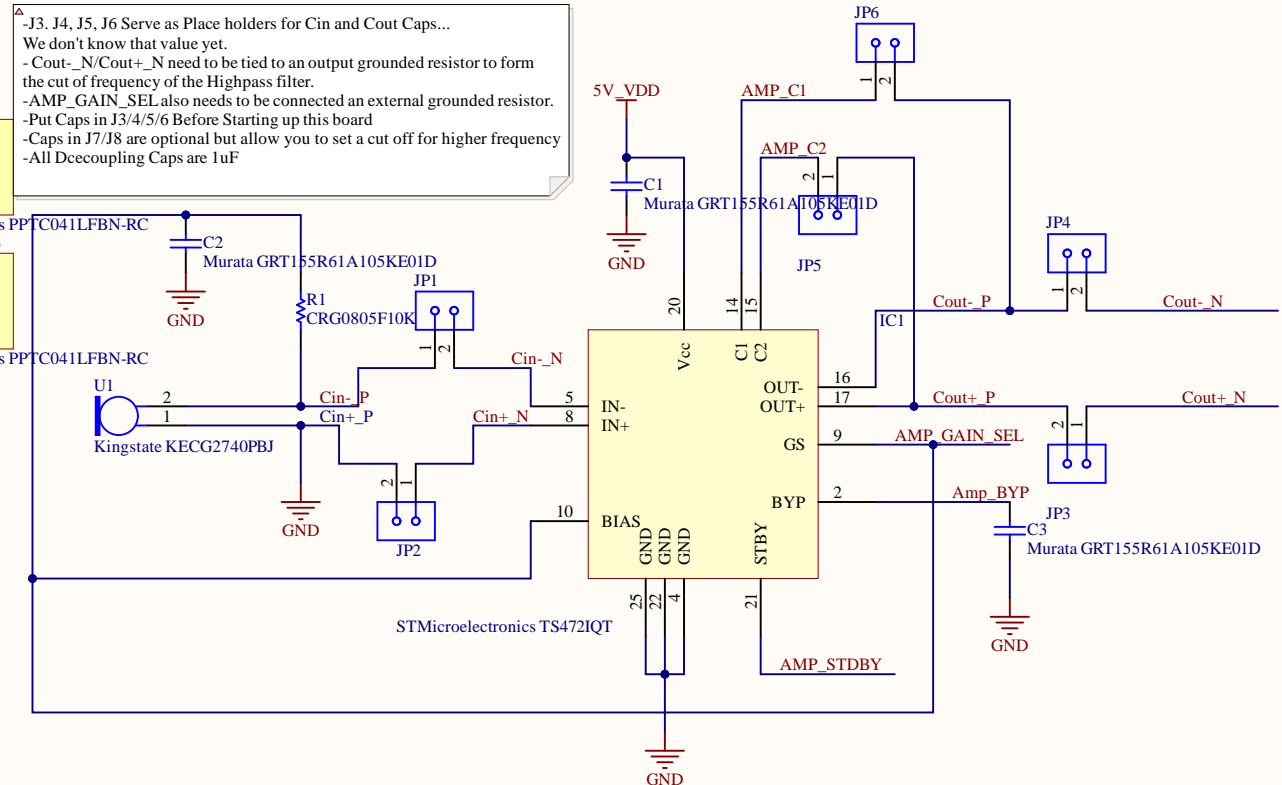 -J3. J4, J5, J6 Serve as Place holders for Cin and Cout Caps...
We don't know that value yet.
- Cout-_N/Cout+_N need to be tied to an output grounded resistor to form
the cut of frequency of the Highpass filter.
-AMP_GAIN_SEL also needs to be connected an external grounded resistor.
-Put Caps in J3/4/5/6 Before Starting up this board
-Caps in J7/J8 are optional but allow you to set a cut off for higher frequency
-All Dcecoupling Caps are 1uF
JP6
1
2
5V_VDD
AMP_C1
AMP_C2
2
1
C1
Murata GRT155R61A105KE01D
GND
JP5
s PPTC041LFBN-RC
C2
Murata GRT155R61A105KE01D
GND
JP1
1
2
R1
CRG0805F10K
s PPTC041LFBN-RC
JP4
1
2
Cout-_P
Cout-_N
IC1
20
14
15
Vcc
C1
C2
Cin-_N
U1
2
1
Cin-_P
Cin+_P
Cin+_N
Kingstate KECG2740PBJ
5
IN-
8
IN+
OUT-
16
OUT+
17
Cout+_P
Cout+_N
GS
9
AMP_GAIN_SEL
2
1
JP3
BYP
2
Amp_BYP
C3
Murata GRT155R61A105KE01D
GND
GND
2
1
JP2
10
BIAS
GND
GND
GND
STBY
25
22
4
21
STMicroelectronics TS472IQT
AMP_STDBY
GND